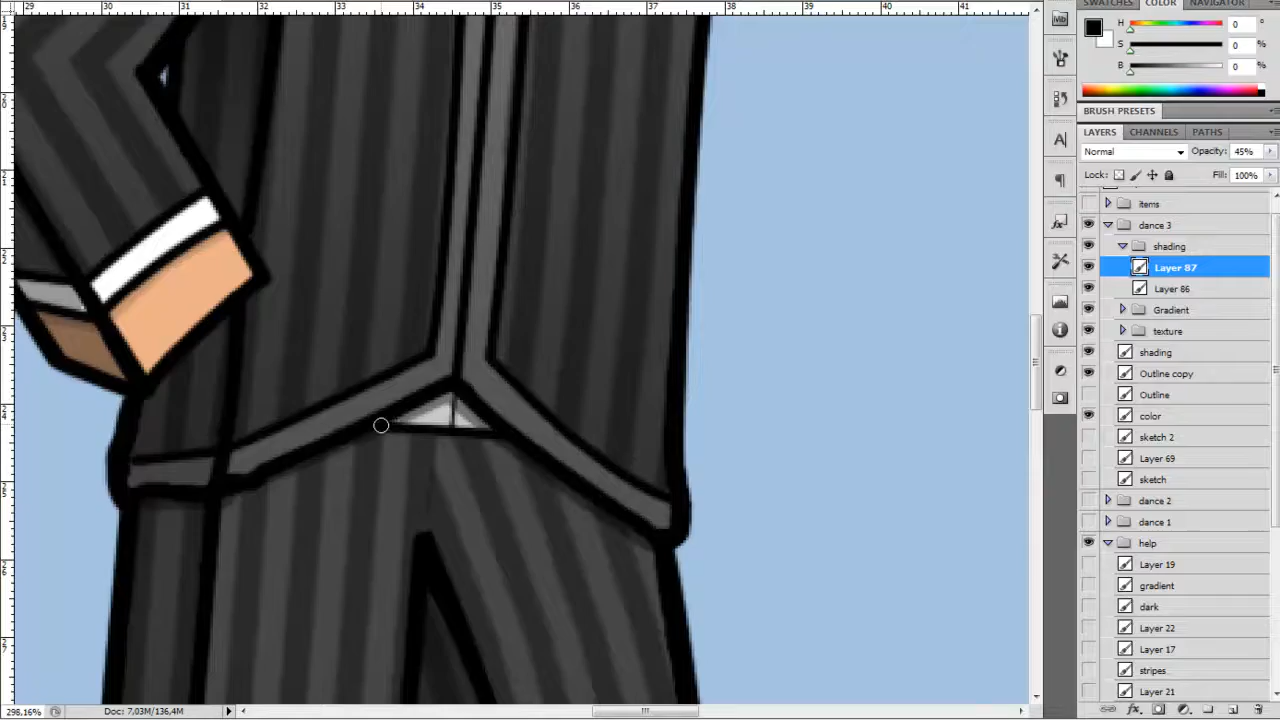 29 30 31 32 33 34 35 36 37 38 39 40 41
SWATCHES COLOR NAVIGATOR
H 0 °
S 0 %
B 0 %
BRUSH PRESETS
LAYERS CHANNELS PATHS
Normal Opacity: 45%
Lock: Fill: 100%
items
dance 3
shading
Layer 87
Layer 86
Gradient
texture
shading
Outline copy
Outline
color
sketch 2
Layer 69
sketch
dance 2
dance 1
help
Layer 19
gradient
dark
Layer 22
Layer 17
stripes
Layer 21
298,16% Doc: 7,03M/136,4M